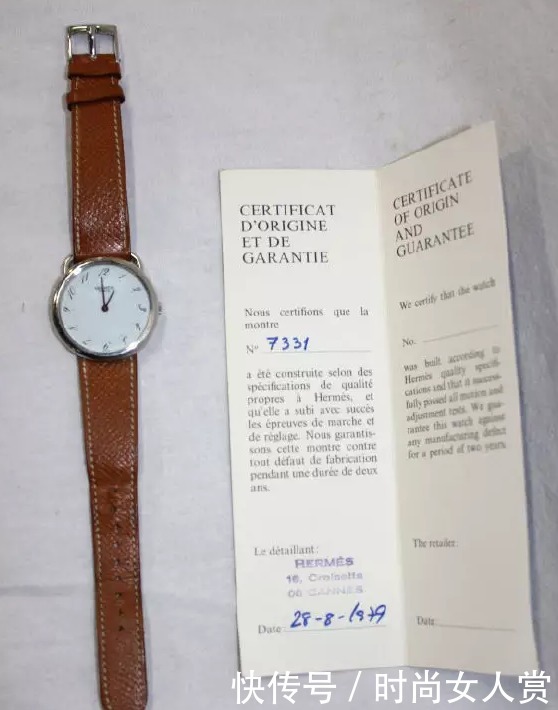 12
HERMES
CERTIFICAT
D'ORIGINE
ET DE
GARANTIE
Nous certifions que la
montre
N° 7331
a été construite selon des
spécifications de qualité
propres à Hermés, et
qu'elle a subi avec succès
les épreuves de marche et
de réglage. Nous garantis-
sons cette montre contre
tout défaut de fabrication
pendant une durée de deux
ans.
Le détaillant:
HERMÈS
16, Croisette
06 CANNES
Date: 28-8-1979
CERTIFICATE
OF ORIGIN
AND
GUARANTEE
We certify that the watch
No.
was built according to
Hermès quality specifi-
cations and that it success-
fully passed all motion and
adjustment tests. We gua-
rantee this watch against
any manufacturing defect
for a period of two years.
The retailer:
Date:
快传号/时尚女人赏